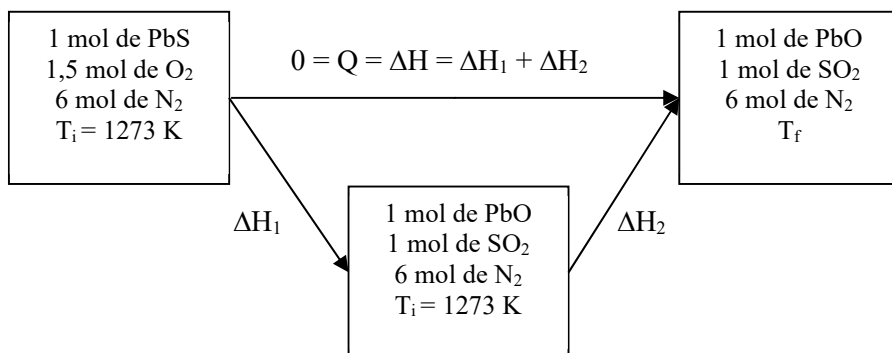 1 mol de PbS
1,5 mol de O₂
6 mol de N₂
Tᵢ = 1273 K
0 = Q = ΔH = ΔH₁ + ΔH₂
1 mol de PbO
1 mol de SO₂
6 mol de N₂
T_f
ΔH₁
1 mol de PbO
1 mol de SO₂
6 mol de N₂
Tᵢ = 1273 K
ΔH₂